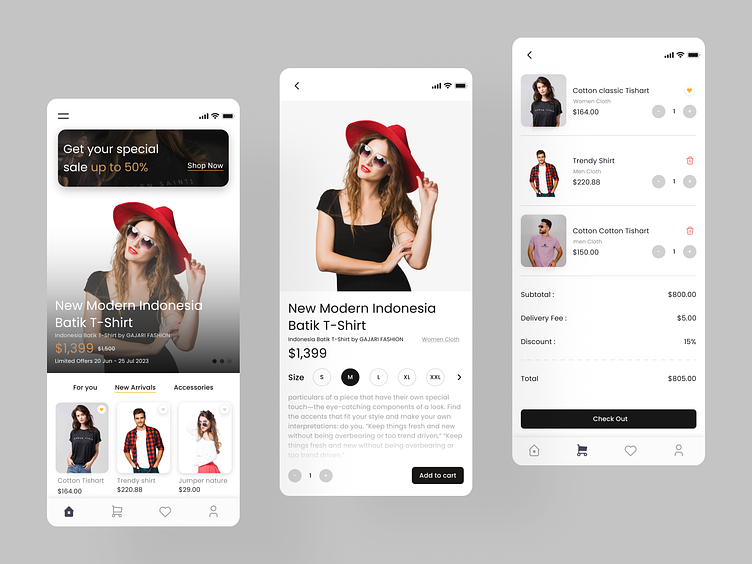 Get your special
sale up to 50%
Shop Now
New Modern Indonesia
Batik T-Shirt
Indonesia Batik T-Shirt by GAJARI FASHION
$1,399 $1,500
Limited Offers 20 Jun - 25 Jul 2023
For you New Arrivals Accessories
Cotton Tishart Trendy shirt Jumper nature
$164.00 $220.88 $29.00
New Modern Indonesia
Batik T-Shirt
Indonesia Batik T-Shirt by GAJARI FASHION Women Cloth
$1,399
Size S M L XL XXL
particulars of a piece that have their own special
touch—the eye-catching components of a look. Find
the accents that fit your style and make your own
interpretations: do you. "Keep things fresh and new
without being overbearing or too trend driven," "Keep
things fresh and new without being overbearing or
too trend driven,"
- 1 + Add to cart
Cotton classic Tishart
Women Cloth
$164.00 - 1 +
Trendy Shirt
Men Cloth
$220.88 - 1 +
Cotton Cotton Tishart
men Cloth
$150.00 - 1 +
Subtotal : $800.00
Delivery Fee : $5.00
Discount : 15%
Total $805.00
Check Out